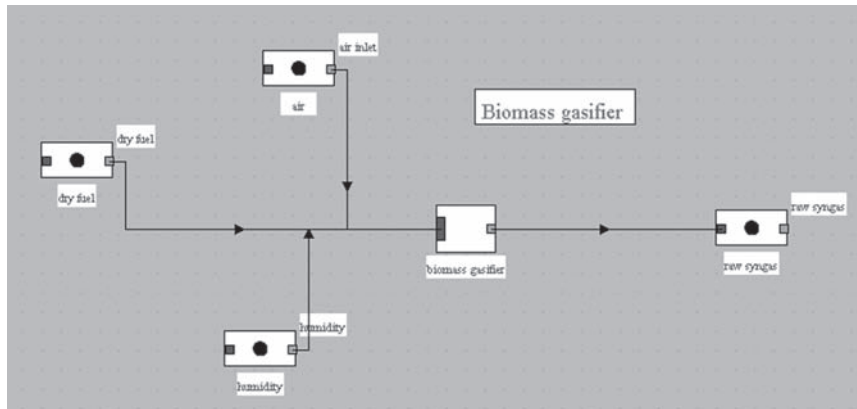 air inlet
air
Biomass gasifier
dry fuel
dry fuel
raw syngas
biomass gasifier
raw syngas
humidity
humidity